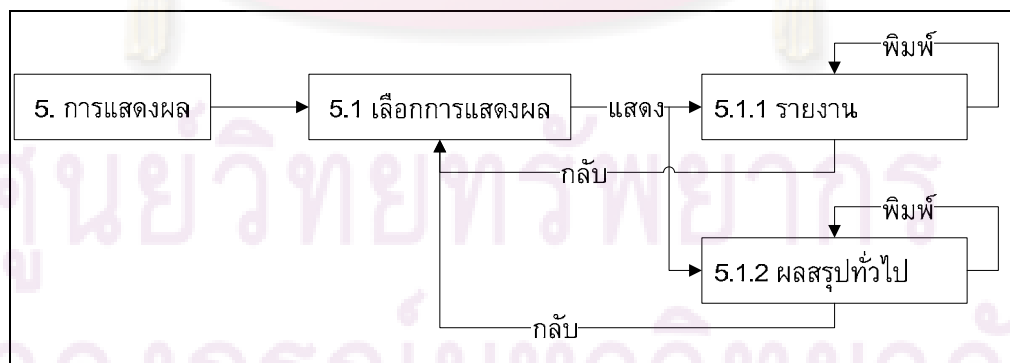 พิมพ์
5. การแสดงผล
5.1 เลือกการแสดงผล
แสดง
5.1.1 รายงาน
กลับ
ศูนย์วิทยทรัพยากร
พิมพ์
5.1.2 ผลสรุปทั่วไป
กลับ